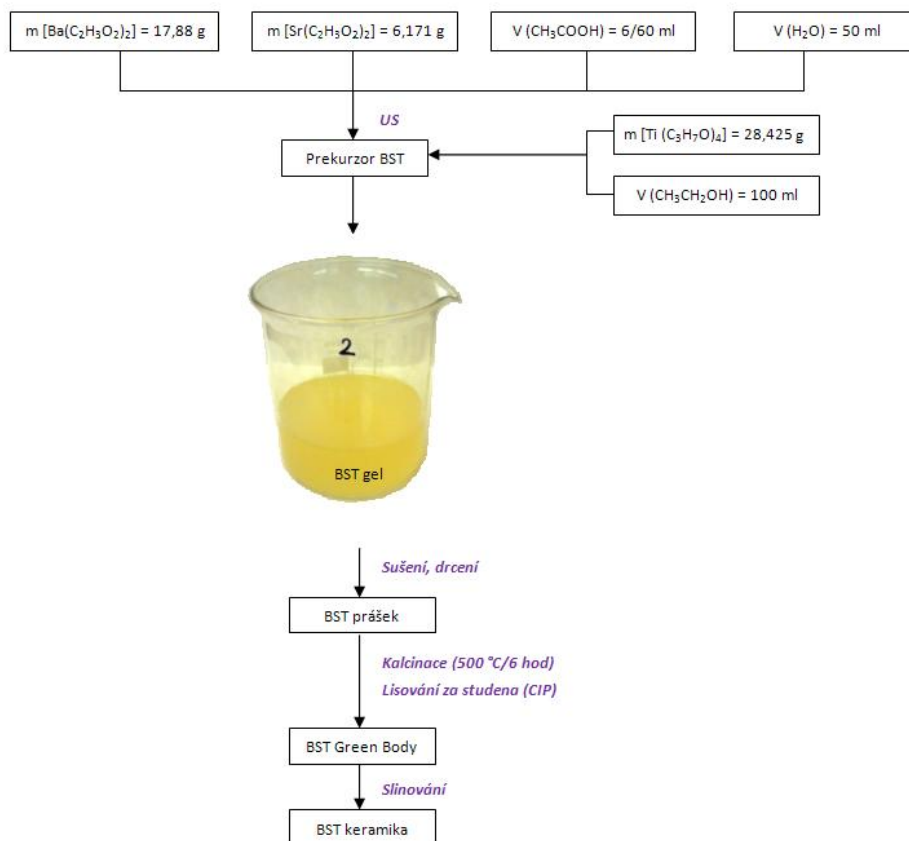 m [Ba(C₂H₃O₂)₂] = 17,88 g
m [Sr(C₂H₃O₂)₂] = 6,171 g
V (CH₃COOH) = 6/60 ml
V (H₂O) = 50 ml
US
m [Ti (C₃H₇O)₄] = 28,425 g
Prekurzor BST
V (CH₃CH₂OH) = 100 ml
2
BST gel
Sušení, drcení
BST prášek
Kalcinace (500 °C/6 hod)
Lisování za studena (CIP)
BST Green Body
Slinování
BST keramika